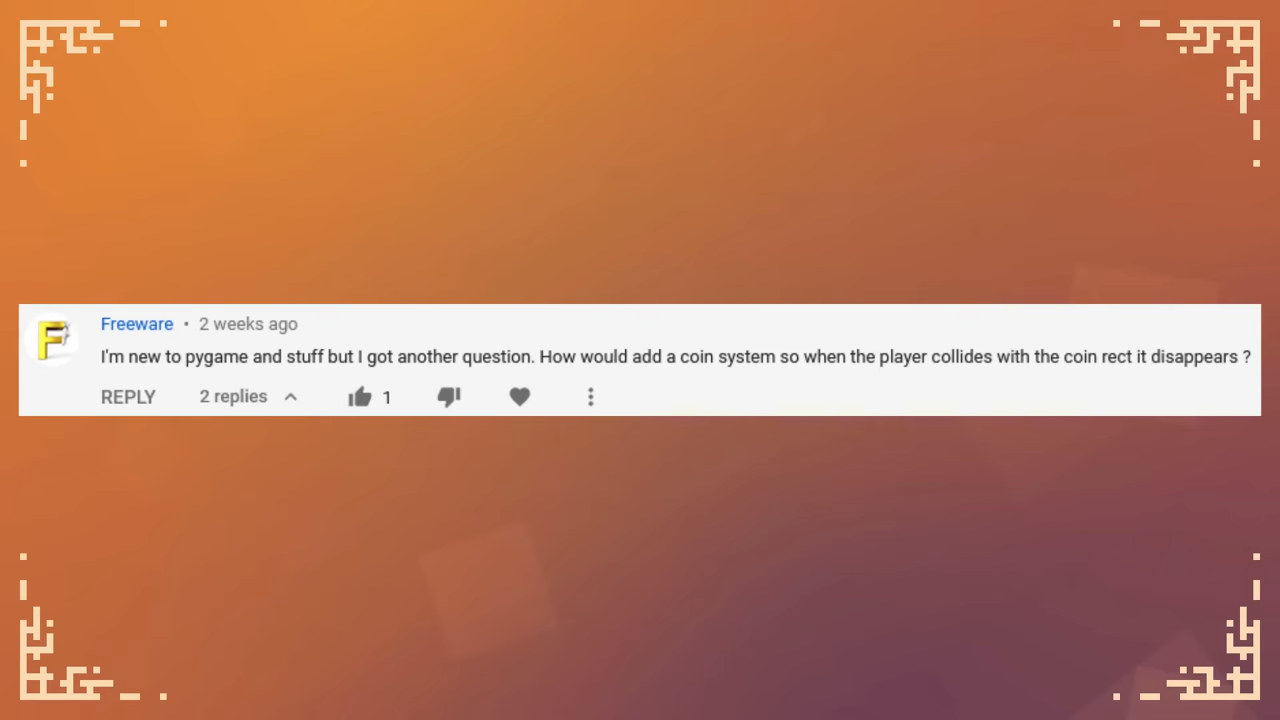 F
Freeware • 2 weeks ago
I'm new to pygame and stuff but I got another question. How would add a coin system so when the player collides with the coin rect it disappears ?
REPLY 2 replies 1